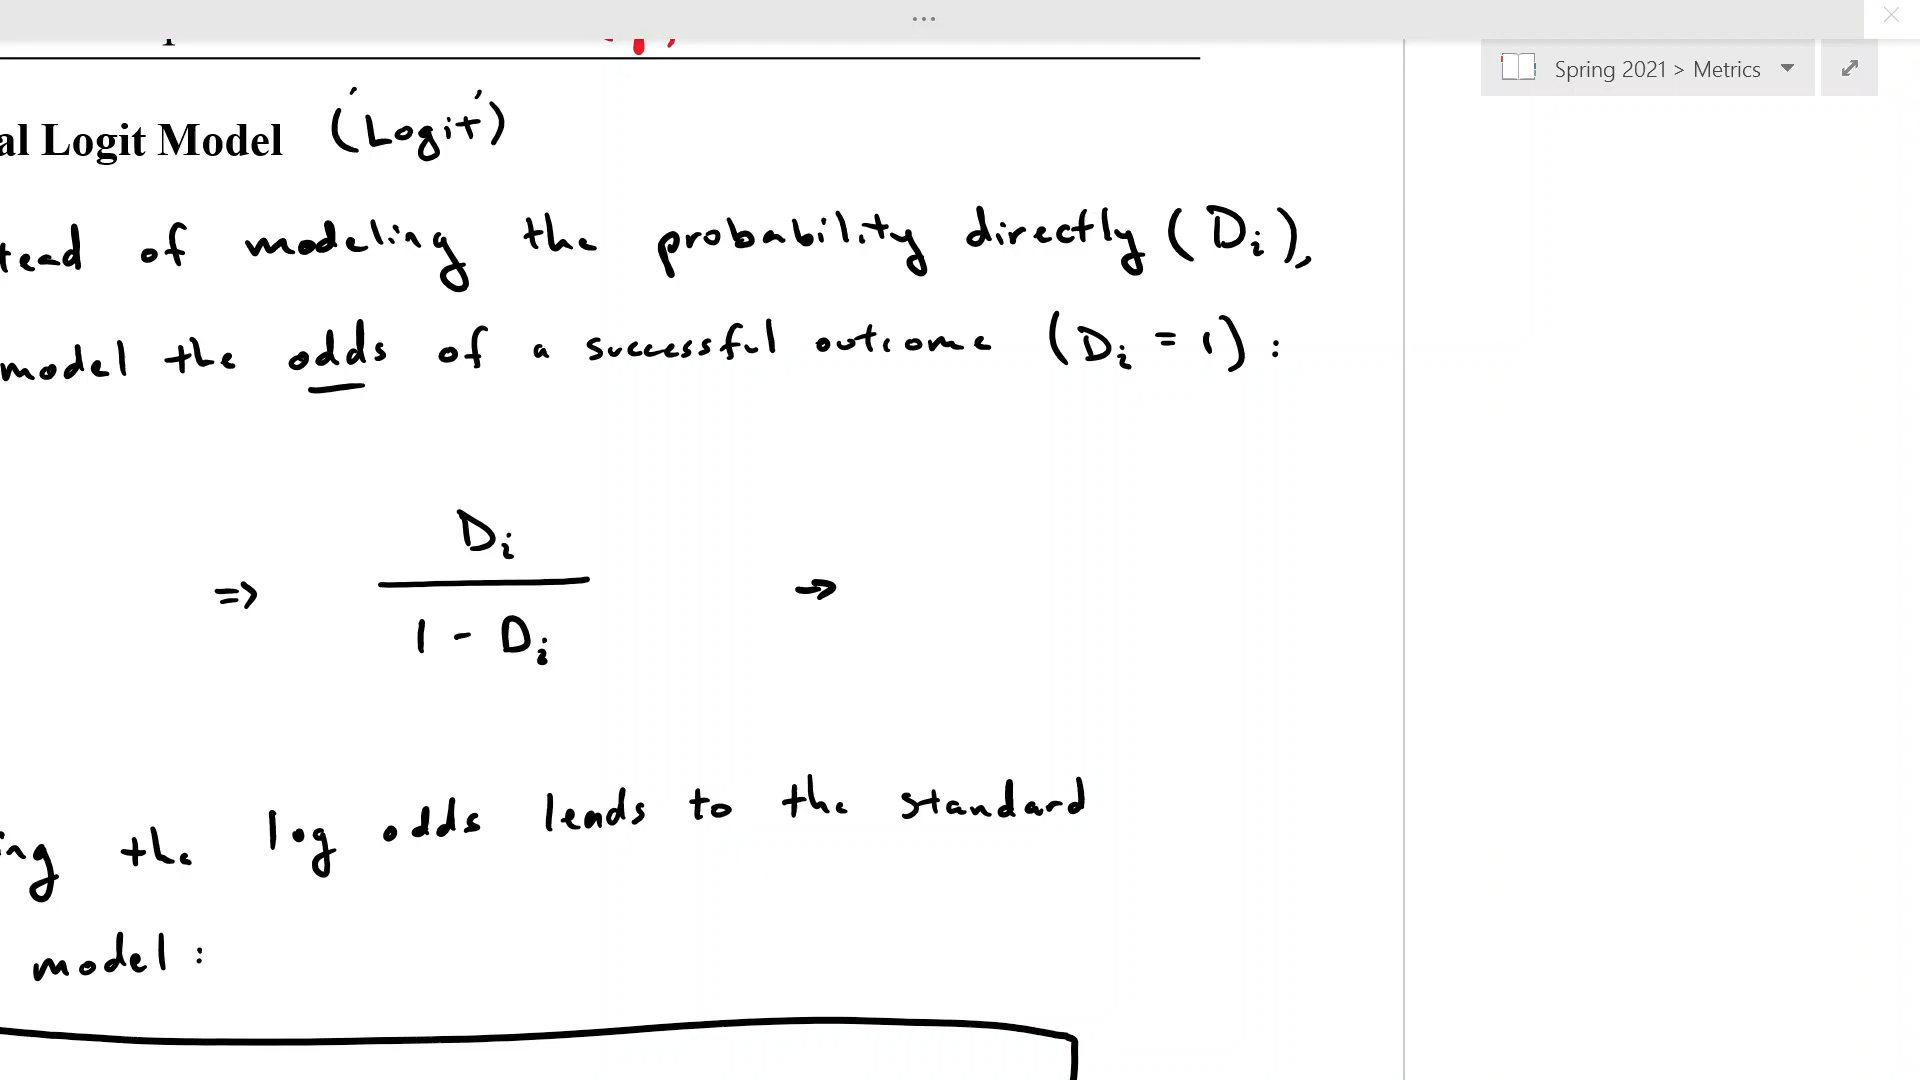 ...
Spring 2021 > Metrics
al Logit Model (Logit)
tead of modeling the probability directly (Di),
model the odds of a successful outcome (Di = 1) :
=> Di / 1 - Di →
ing the log odds leads to the standard
model :